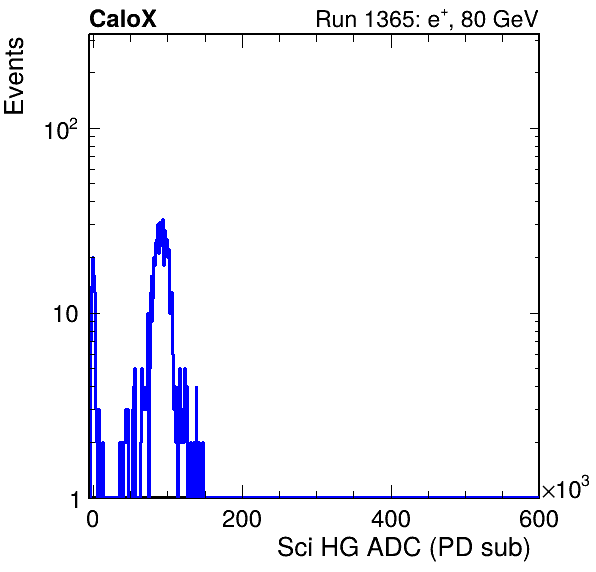 CaloX Run 1365: e⁺, 80 GeV
Events
10²
10
1
0 200 400 600
×10³
Sci HG ADC (PD sub)